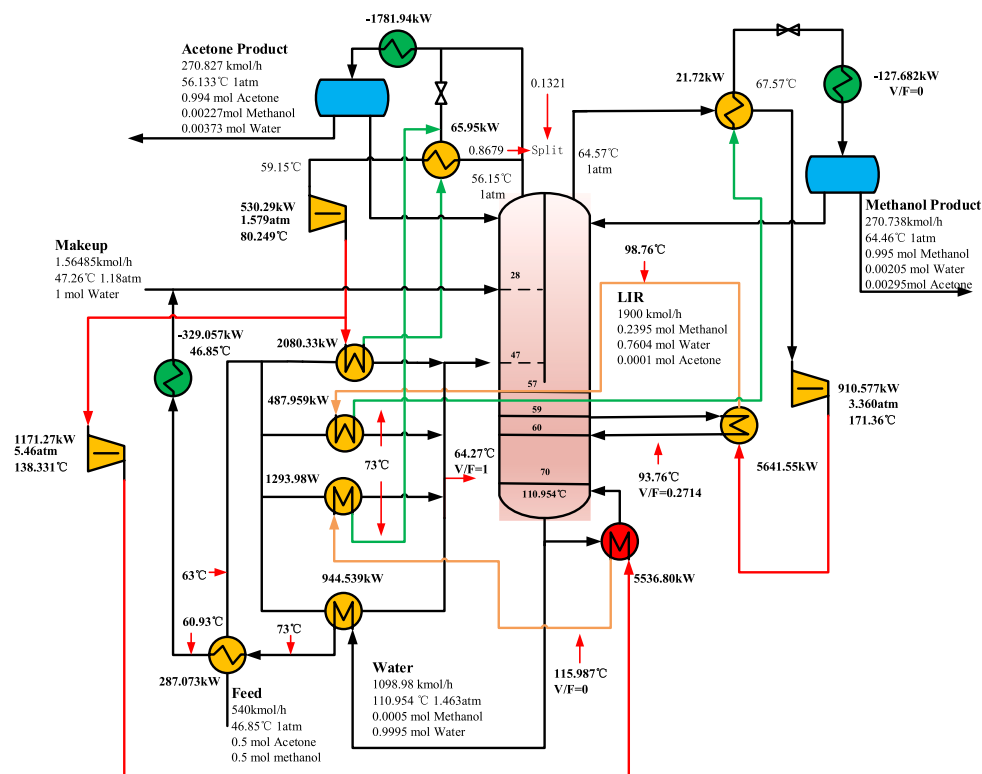 -1781.94kW
Acetone Product
270.827 kmol/h
56.133℃ 1atm
0.994 mol Acetone
0.00227mol Methanol
0.00373 mol Water
65.95kW
0.1321
0.8679
Split
59.15℃
56.15℃
1atm
64.57℃
1atm
21.72kW
67.57℃
-127.682kW
V/F=0
530.29kW
1.579atm
80.249℃
Methanol Product
270.738kmol/h
64.46℃ 1atm
0.995 mol Methanol
0.00205 mol Water
0.00295mol Acetone
Makeup
1.56485kmol/h
47.26℃ 1.18atm
1 mol Water
28
98.76℃
LIR
1900 kmol/h
0.2395 mol Methanol
0.7604 mol Water
0.0001 mol Acetone
-329.057kW
46.85℃
2080.33kW
47
57
487.959kW
59
60
910.577kW
3.360atm
171.36℃
1171.27kW
5.46atm
138.331℃
73℃
64.27℃
V/F=1
93.76℃
V/F=0.2714
5641.55kW
1293.98W
70
110.954℃
63℃
944.539kW
5536.80kW
60.93℃
73℃
287.073kW
115.987℃
V/F=0
Water
1098.98 kmol/h
110.954 ℃ 1.463atm
0.0005 mol Methanol
0.9995 mol Water
Feed
540kmol/h
46.85℃ 1atm
0.5 mol Acetone
0.5 mol methanol